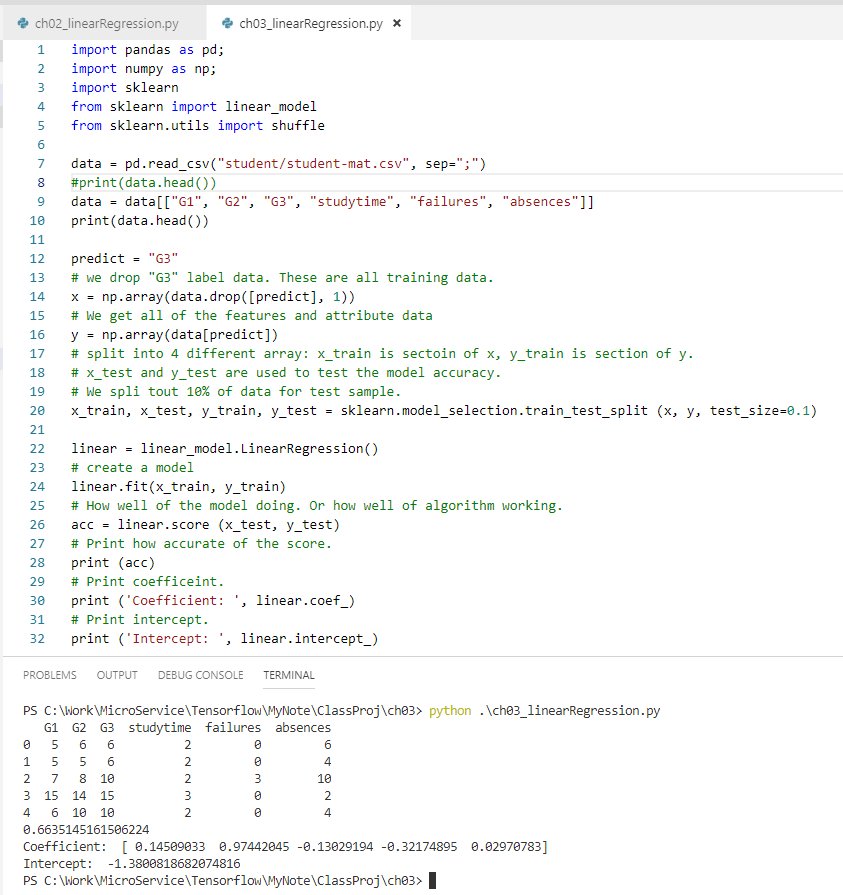 ch02_linearRegression.py ch03_linearRegression.py ×
1 import pandas as pd;
2 import numpy as np;
3 import sklearn
4 from sklearn import linear_model
5 from sklearn.utils import shuffle
6
7 data = pd.read_csv("student/student-mat.csv", sep=";")
8 #print(data.head())
9 data = data[["G1", "G2", "G3", "studytime", "failures", "absences"]]
10 print(data.head())
11
12 predict = "G3"
13 # we drop "G3" label data. These are all training data.
14 x = np.array(data.drop([predict], 1))
15 # We get all of the features and attribute data
16 y = np.array(data[predict])
17 # split into 4 different array: x_train is sectoin of x, y_train is section of y.
18 # x_test and y_test are used to test the model accuracy.
19 # We spli tout 10% of data for test sample.
20 x_train, x_test, y_train, y_test = sklearn.model_selection.train_test_split (x, y, test_size=0.1)
21
22 linear = linear_model.LinearRegression()
23 # create a model
24 linear.fit(x_train, y_train)
25 # How well of the model doing. Or how well of algorithm working.
26 acc = linear.score (x_test, y_test)
27 # Print how accurate of the score.
28 print (acc)
29 # Print coefficeint.
30 print ('Coefficient: ', linear.coef_)
31 # Print intercept.
32 print ('Intercept: ', linear.intercept_)
PROBLEMS OUTPUT DEBUG CONSOLE TERMINAL
PS C:\Work\MicroService\Tensorflow\MyNote\ClassProj\ch03> python .\ch03_linearRegression.py
G1 G2 G3 studytime failures absences
0 5 6 6 2 0 6
1 5 5 6 2 0 4
2 7 8 10 2 3 10
3 15 14 15 3 0 2
4 6 10 10 2 0 4
0.6635145161506224
Coefficient: [ 0.14509033 0.97442045 -0.13029194 -0.32174895 0.02970783]
Intercept: -1.3800818682074816
PS C:\Work\MicroService\Tensorflow\MyNote\ClassProj\ch03>